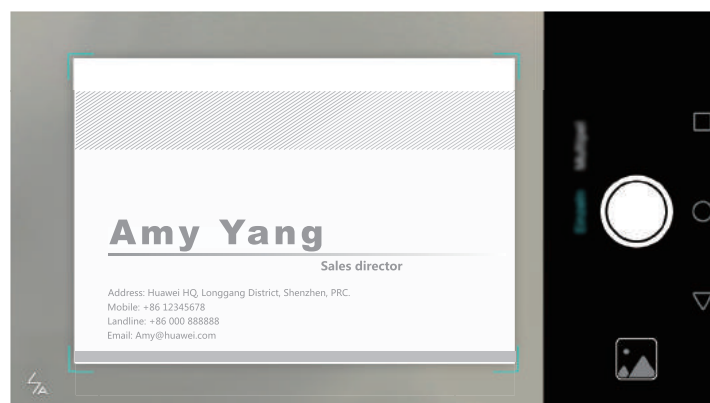 Amy Yang
Sales director
Address: Huawei HQ, Longgang District, Shenzhen, PRC.
Mobile: +86 12345678
Landline: +86 000 888888
Email: Amy@huawei.com